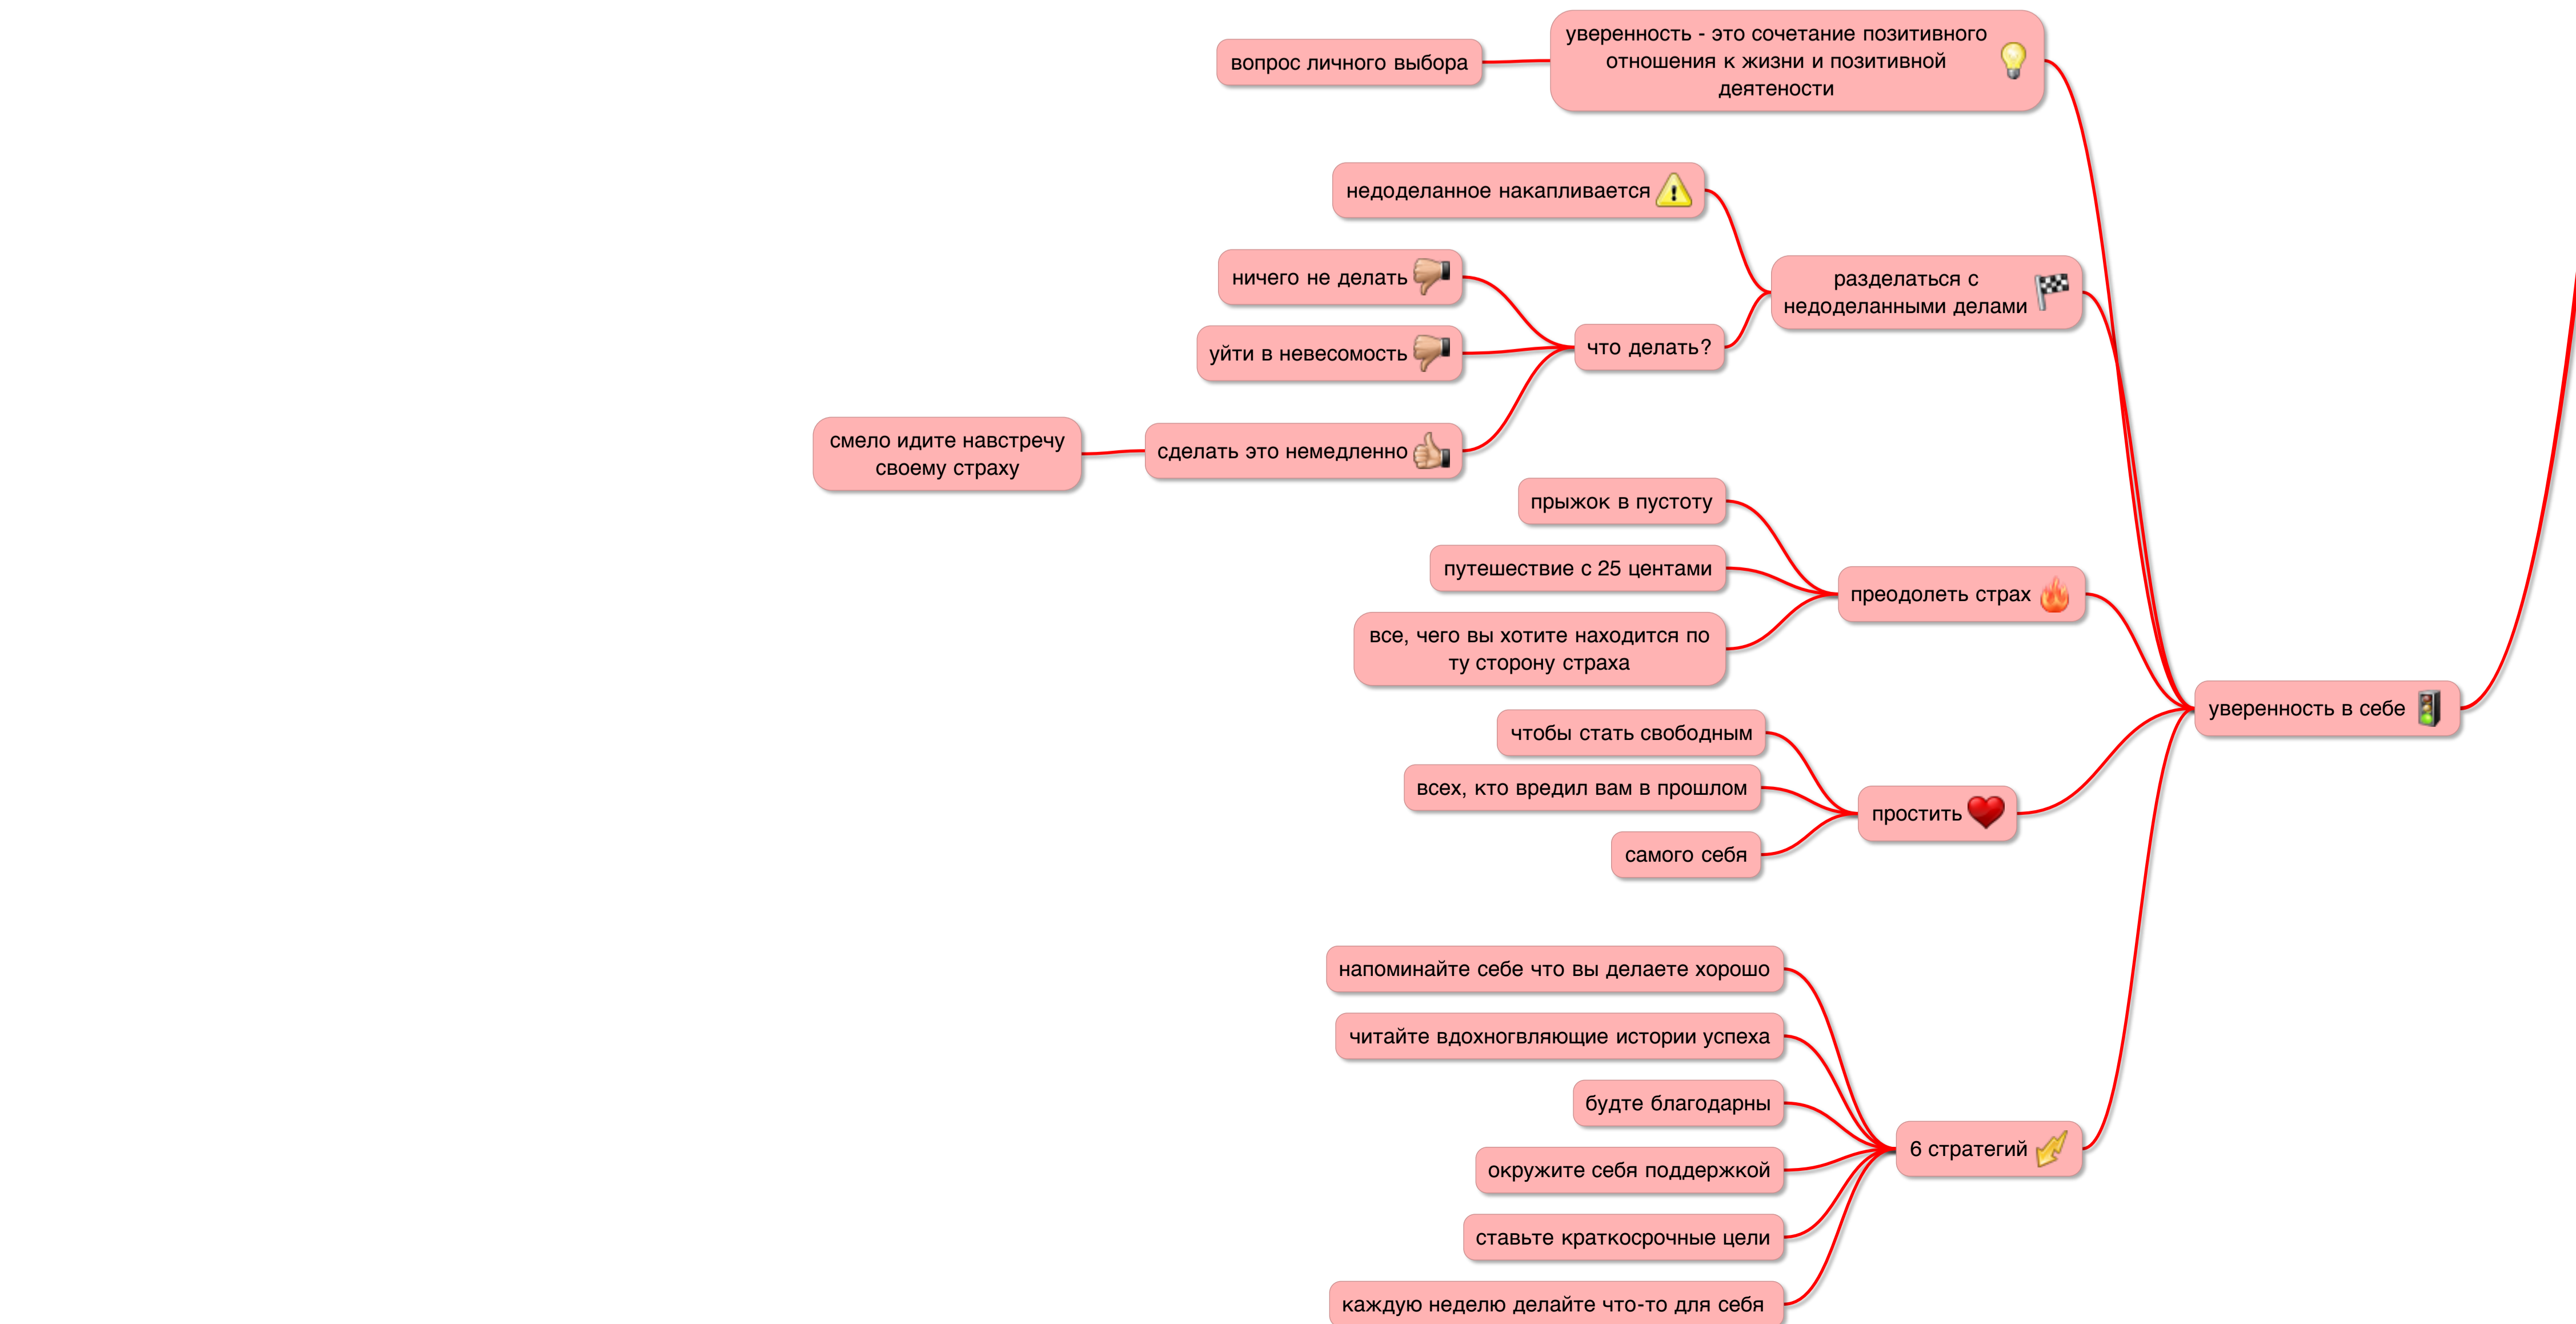 уверенность - это сочетание позитивного
отношения к жизни и позитивной
деятености
вопрос личного выбора
недоделанное накапливается
ничего не делать
разделаться с
недоделанными делами
уйти в невесомость
что делать?
смело идите навстречу
своему страху
сделать это немедленно
прыжок в пустоту
путешествие с 25 центами
преодолеть страх
все, чего вы хотите находится по
ту сторону страха
уверенность в себе
чтобы стать свободным
всех, кто вредил вам в прошлом
простить
самого себя
напоминайте себе что вы делаете хорошо
читайте вдохногвляющие истории успеха
будте благодарны
6 стратегий
окружите себя поддержкой
ставьте краткосрочные цели
каждую неделю делайте что-то для себя